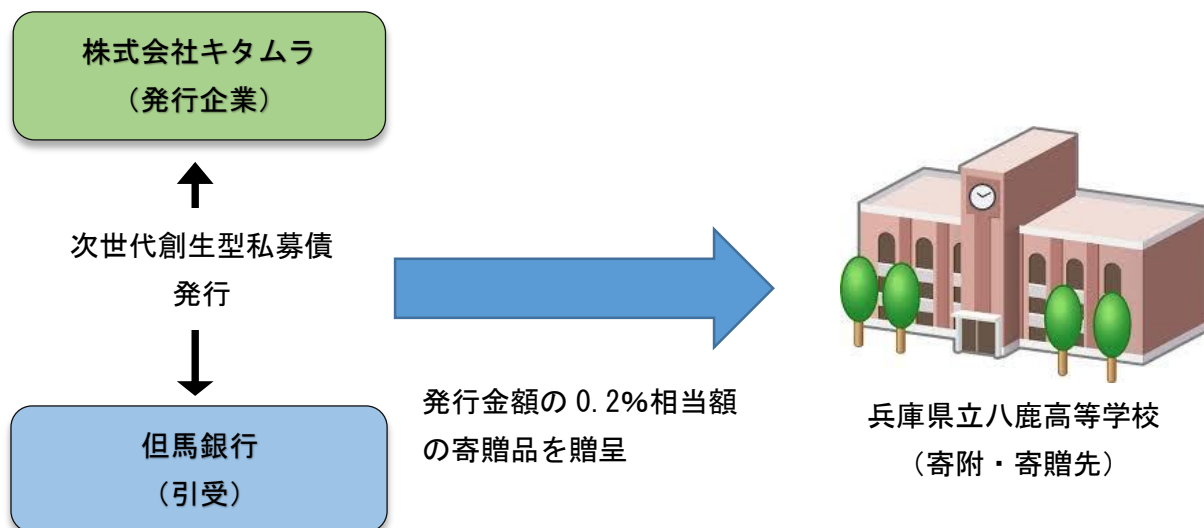 株式会社キタムラ
（発行企業）
次世代創生型私募債
発行
但馬銀行
（引受）
発行金額の 0.2%相当額
の寄贈品を贈呈
兵庫県立八鹿高等学校
（寄附・寄贈先）